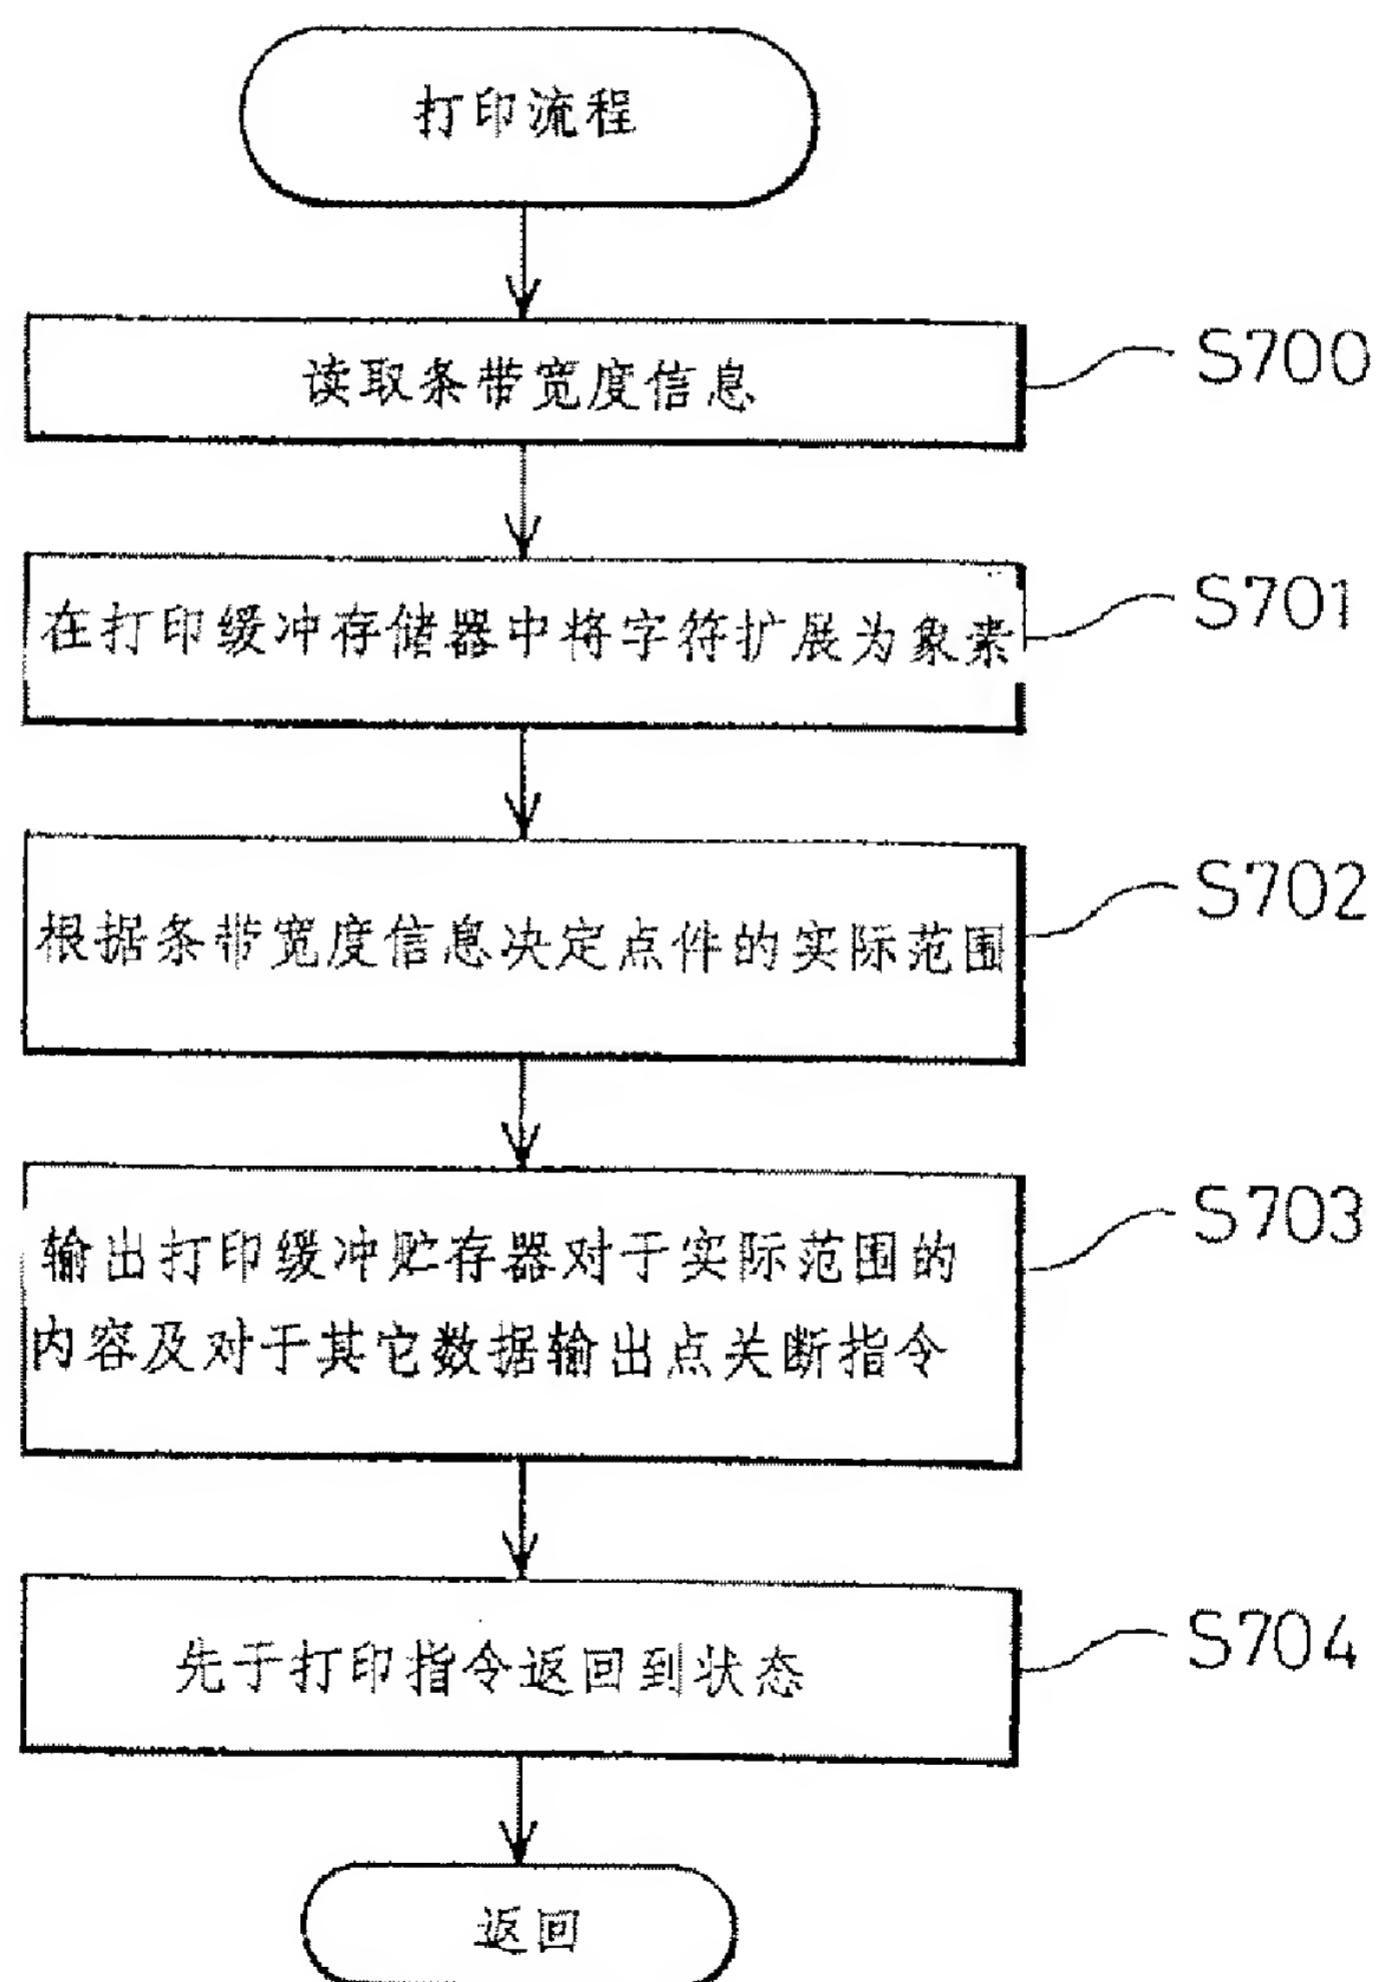 打印流程
读取条带宽度信息
S700
在打印缓冲存储器中将字符扩展为象素
S701
根据条带宽度信息决定点件的实际范围
S702
输出打印缓冲贮存器对于实际范围的
内容及对于其它数据输出点关断指令
S703
先于打印指令返回到状态
S704
返回